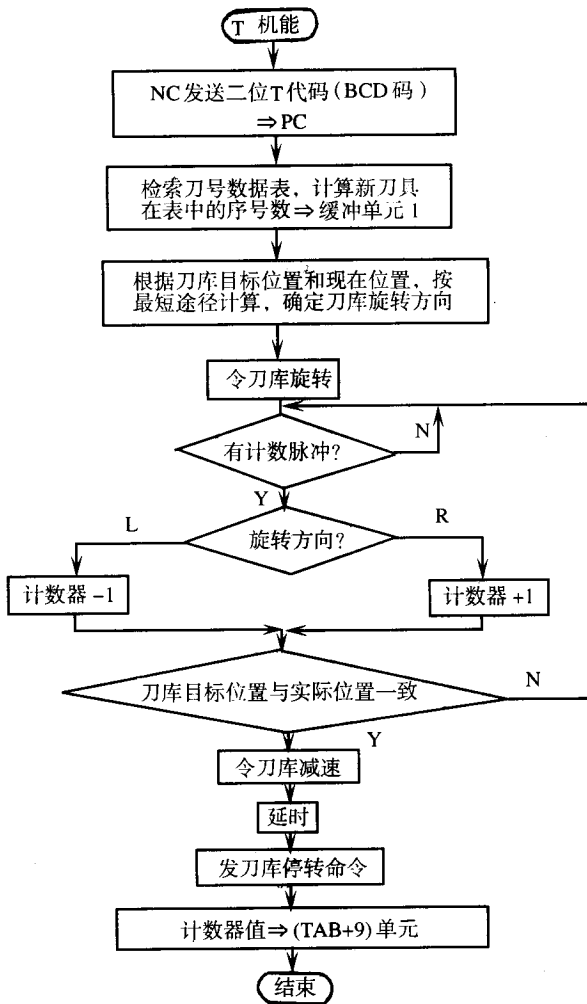 T 机能
NC 发送二位T代码(BCD 码)
⇒PC
检索刀号数据表，计算新刀具
在表中的序号数⇒缓冲单元 1
根据刀库目标位置和现在位置，按
最短途径计算，确定刀库旋转方向
令刀库旋转
有计数脉冲?
N
Y
L
旋转方向?
R
计数器 -1
计数器 +1
刀库目标位置与实际位置一致
N
Y
令刀库减速
延时
发刀库停转命令
计数器值⇒(TAB+9)单元
结束